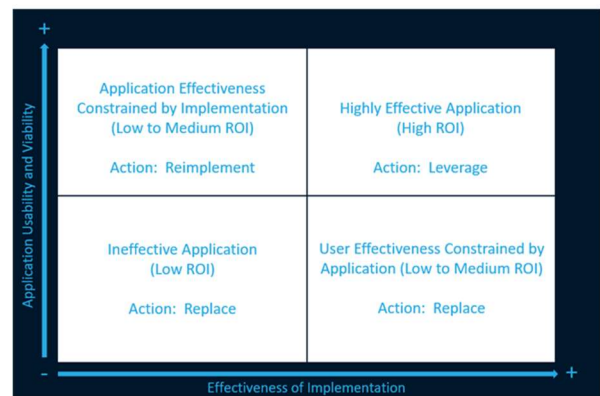 +
Application Usability and Viability
Application Effectiveness
Constrained by Implementation
(Low to Medium ROI)
Action: Reimplement
Highly Effective Application
(High ROI)
Action: Leverage
Ineffective Application
(Low ROI)
Action: Replace
User Effectiveness Constrained by
Application (Low to Medium ROI)
Action: Replace
-
+
Effectiveness of Implementation